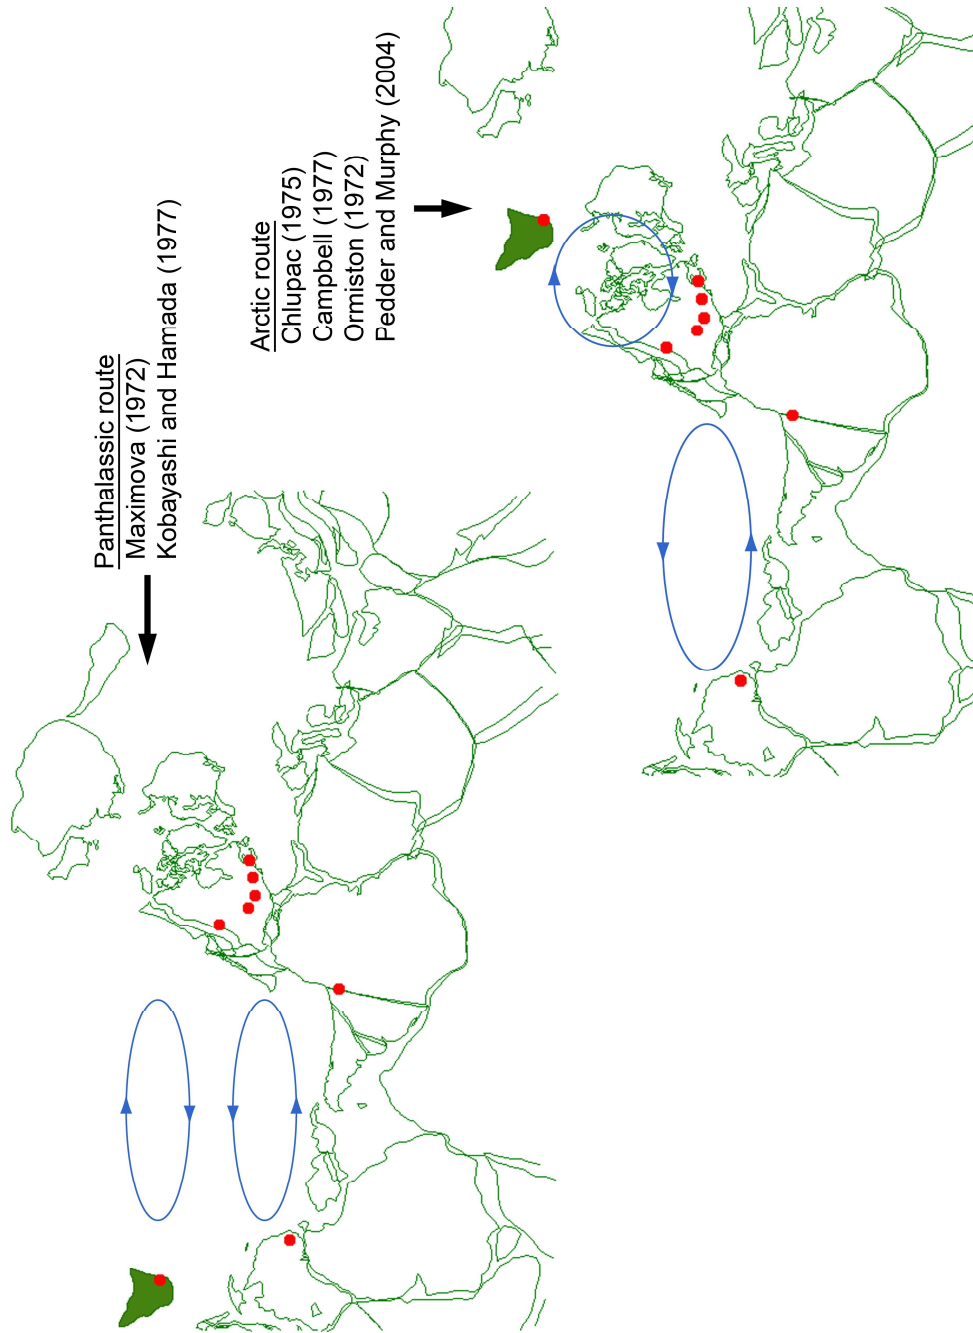 Panthalassic route
Maximova (1972)
Kobayashi and Hamada (1977)
Arctic route
Chlupac (1975)
Campbell (1977)
Ormiston (1972)
Pedder and Murphy (2004)